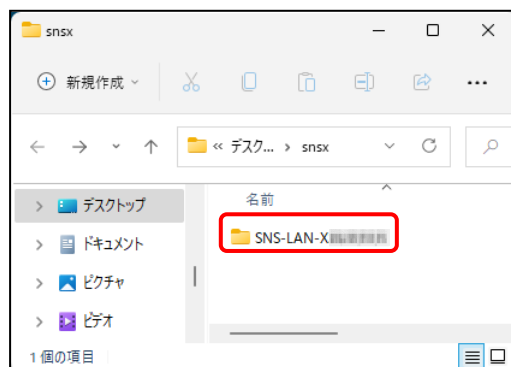 snsx
新規作成
« デスク... > snsx
デスクトップ
ドキュメント
ピクチャ
ビデオ
名前
SNS-LAN-X
1 個の項目